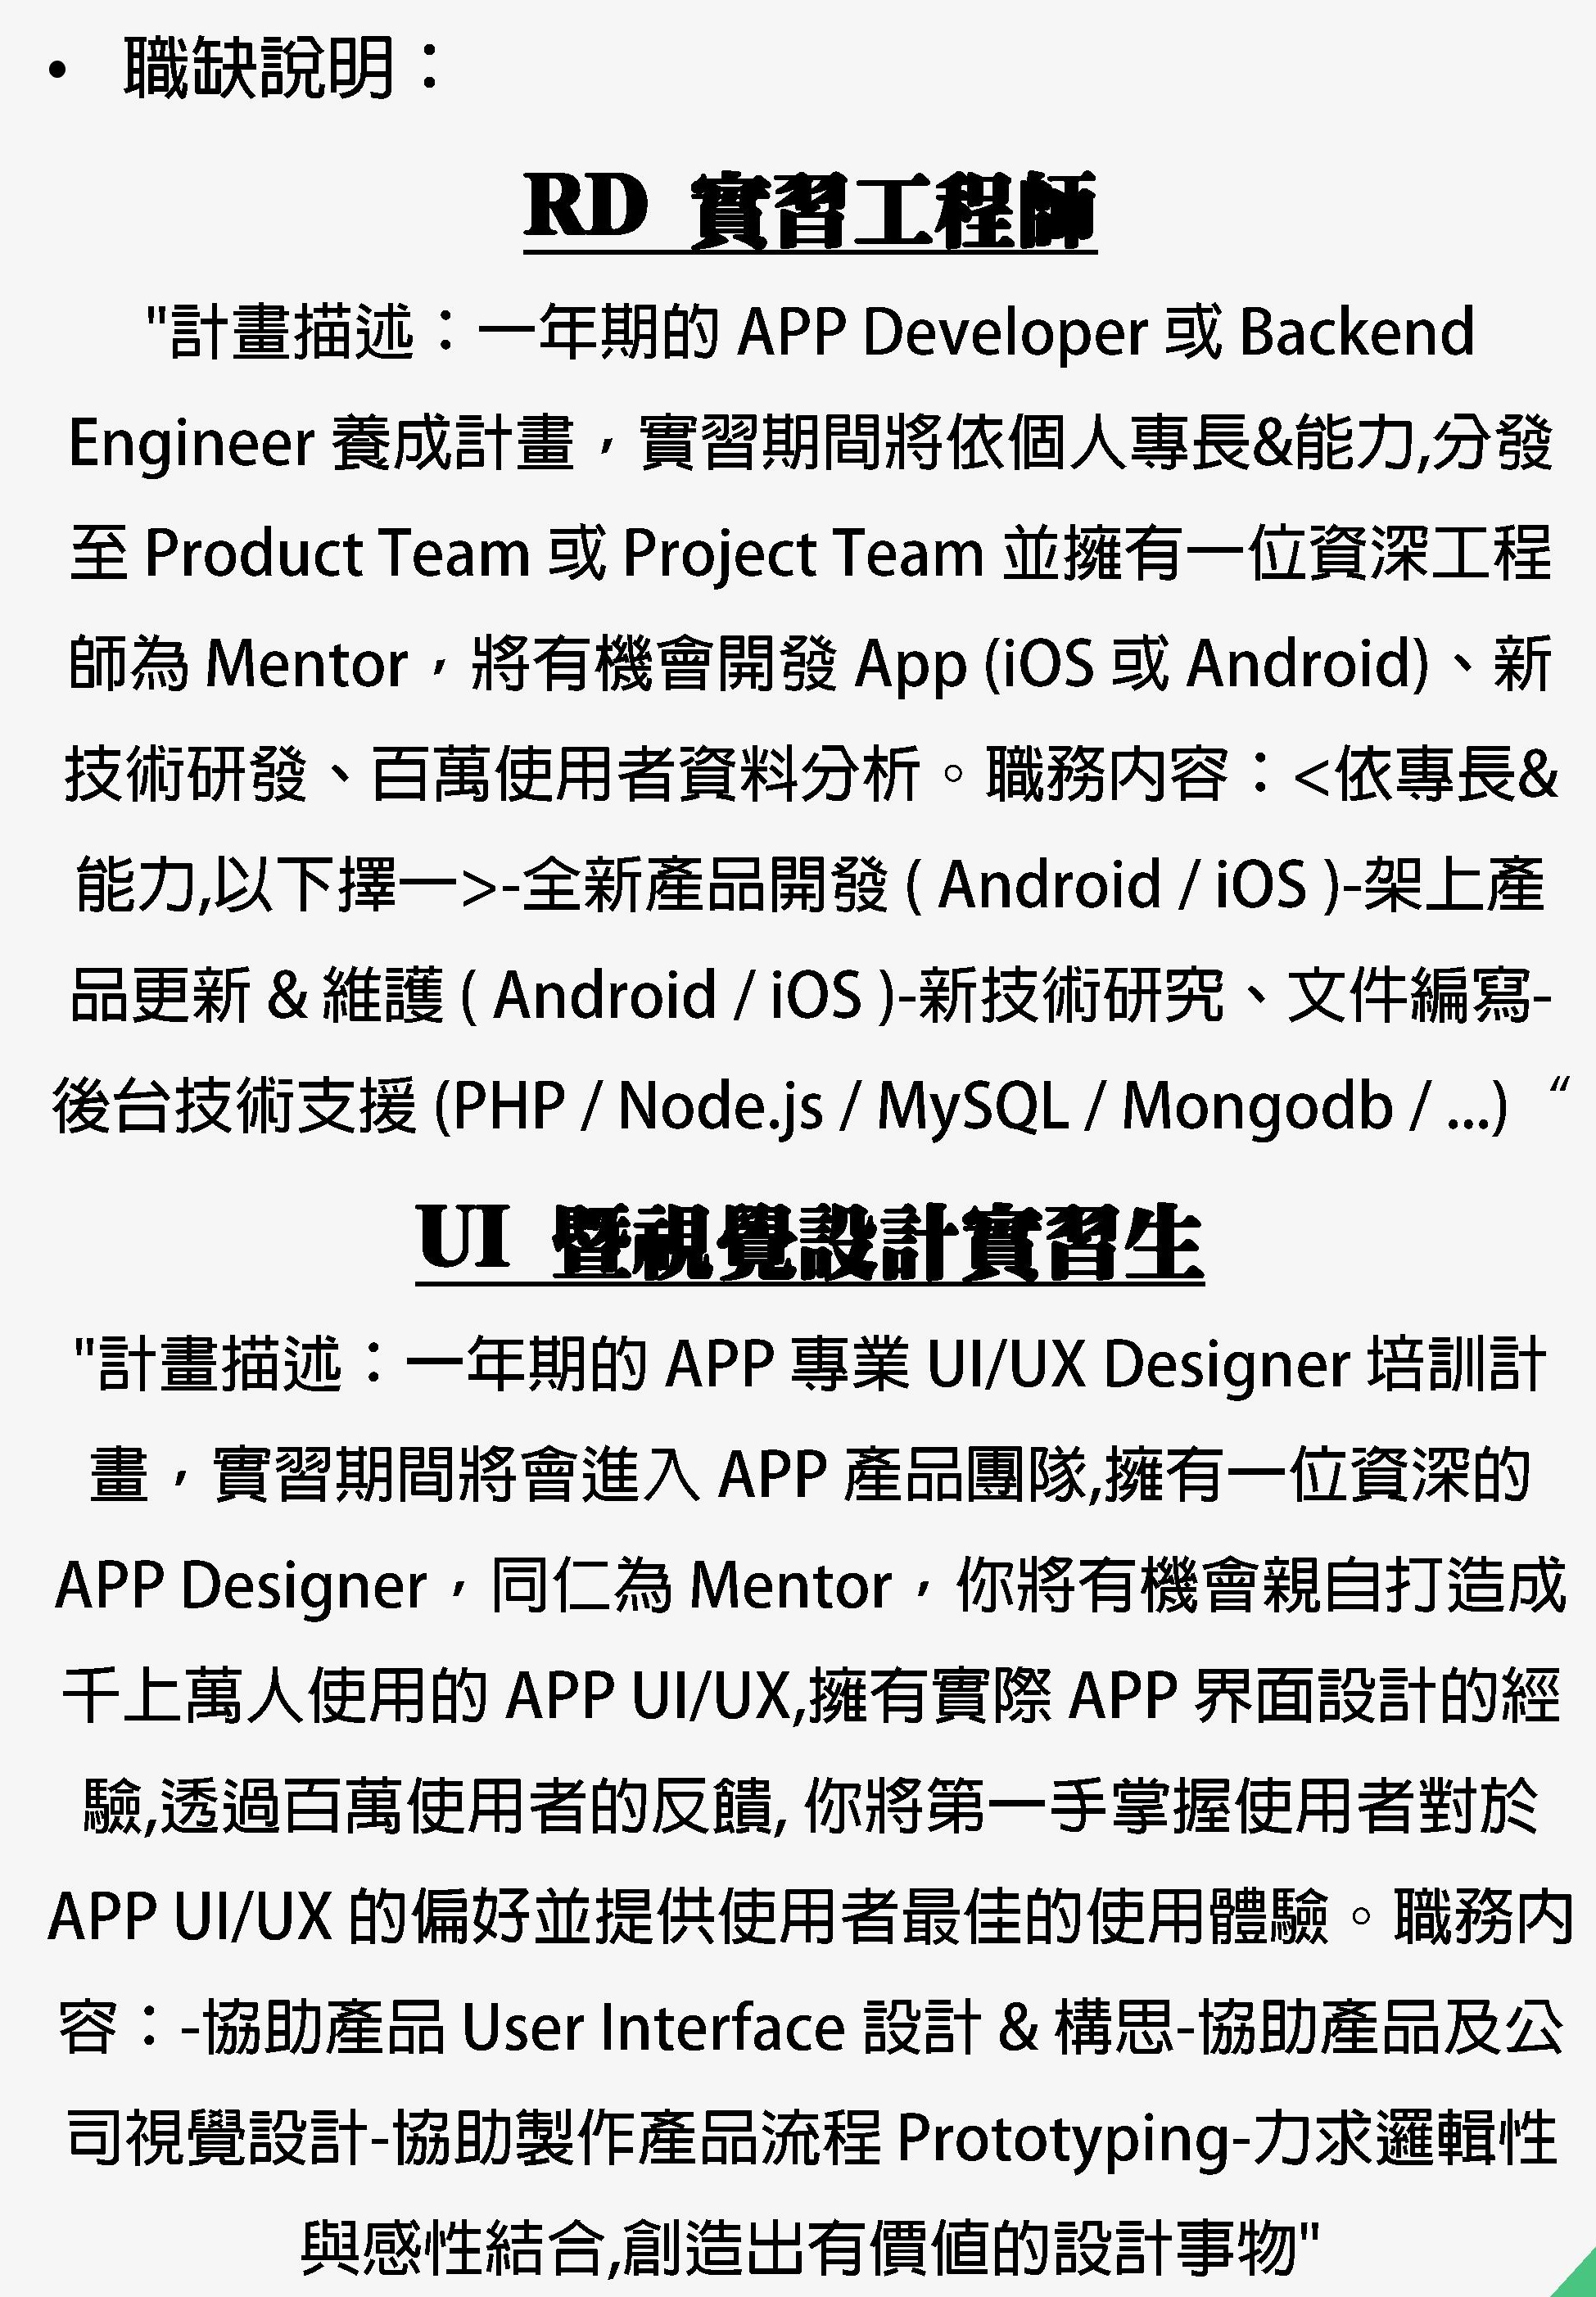 • 職缺說明：
RD 實習工程師
"計畫描述：一年期的 APP Developer 或 Backend
Engineer 養成計畫，實習期間將依個人專長&能力,分發
至 Product Team 或 Project Team 並擁有一位資深工程
師為 Mentor，將有機會開發 App (iOS 或 Android)、新
技術研發、百萬使用者資料分析。職務內容：<依專長&
能力,以下擇一>-全新產品開發 ( Android / iOS )-架上產
品更新 & 維護 ( Android / iOS )-新技術研究、文件編寫-
後台技術支援 (PHP / Node.js / MySQL / Mongodb / ...)“
UI 暨視覺設計實習生
"計畫描述：一年期的 APP 專業 UI/UX Designer 培訓計
畫，實習期間將會進入 APP 產品團隊,擁有一位資深的
APP Designer，同仁為 Mentor，你將有機會親自打造成
千上萬人使用的 APP UI/UX,擁有實際 APP 界面設計的經
驗,透過百萬使用者的反饋, 你將第一手掌握使用者對於
APP UI/UX 的偏好並提供使用者最佳的使用體驗。職務內
容：-協助產品 User Interface 設計 & 構思-協助產品及公
司視覺設計-協助製作產品流程 Prototyping-力求邏輯性
與感性結合,創造出有價值的設計事物"